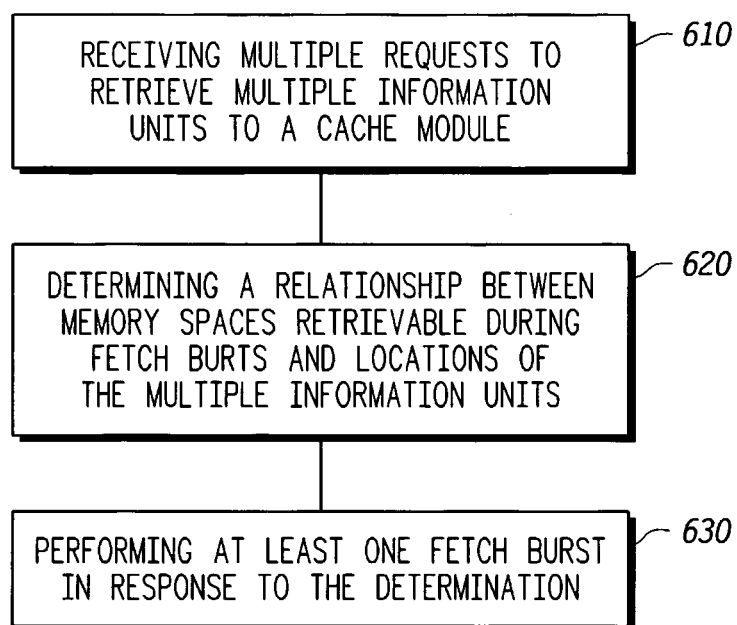 RECEIVING MULTIPLE REQUESTS TO
RETRIEVE MULTIPLE INFORMATION
UNITS TO A CACHE MODULE
610
DETERMINING A RELATIONSHIP BETWEEN
MEMORY SPACES RETRIEVABLE DURING
FETCH BURTS AND LOCATIONS OF
THE MULTIPLE INFORMATION UNITS
620
PERFORMING AT LEAST ONE FETCH BURST
IN RESPONSE TO THE DETERMINATION
630